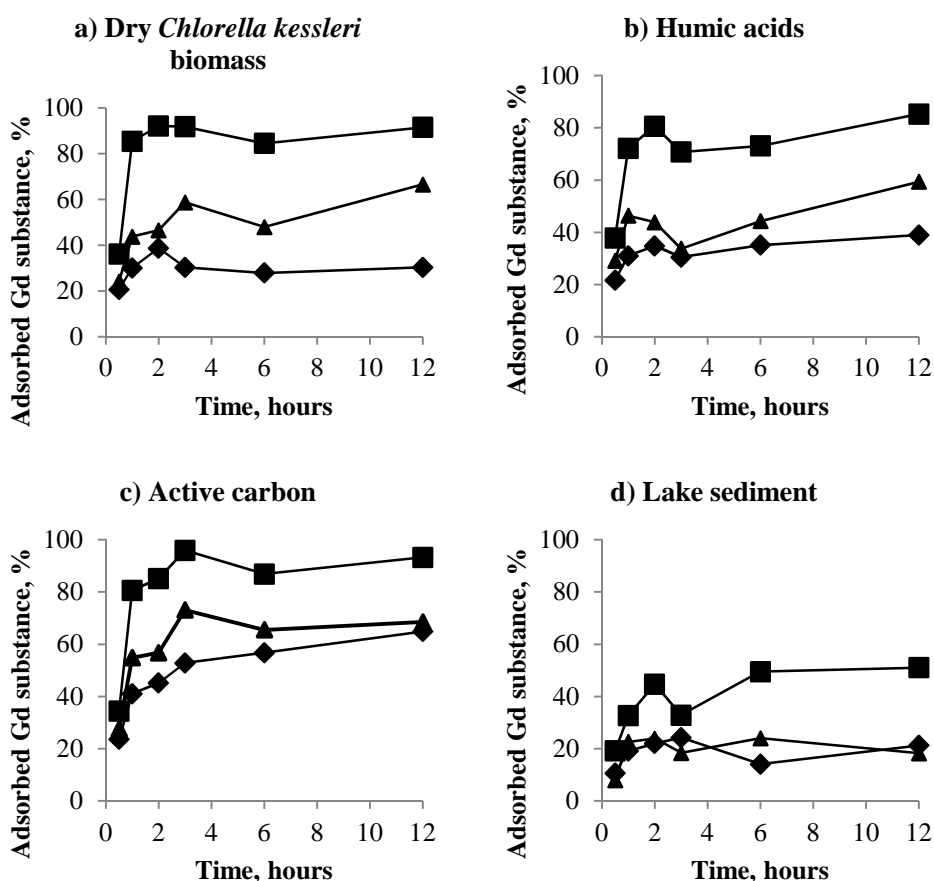 a) Dry Chlorella kessleri
biomass
Adsorbed Gd substance, %
100
80
60
40
20
0
0 2 4 6 8 10 12
Time, hours
b) Humic acids
Adsorbed Gd substance, %
100
80
60
40
20
0
0 2 4 6 8 10 12
Time, hours
c) Active carbon
Adsorbed Gd substance, %
100
80
60
40
20
0
0 2 4 6 8 10 12
Time, hours
d) Lake sediment
Adsorbed Gd substance, %
100
80
60
40
20
0
0 2 4 6 8 10 12
Time, hours